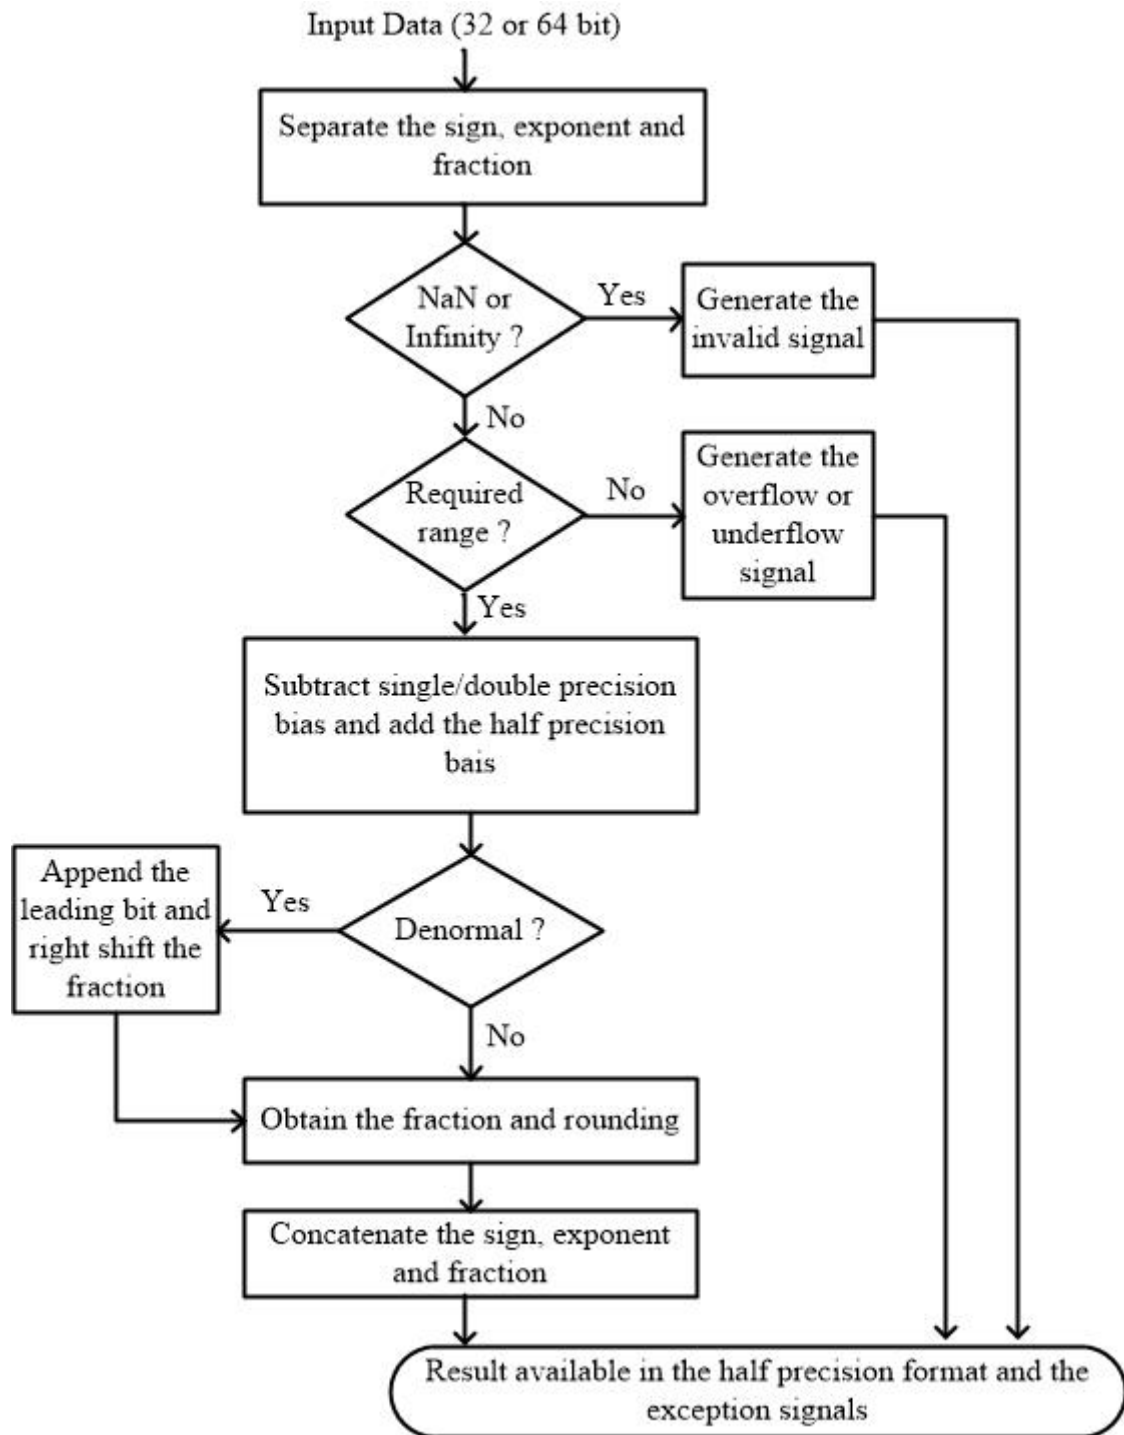 Input Data (32 or 64 bit)
Separate the sign, exponent and
fraction
NaN or
Infinity ?
Yes
Generate the
invalid signal
No
Required
range ?
No
Generate the
overflow or
underflow
signal
Yes
Subtract single/double precision
bias and add the half precision
bais
Append the
leading bit and
right shift the
fraction
Yes
Denormal ?
No
Obtain the fraction and rounding
Concatenate the sign, exponent
and fraction
Result available in the half precision format and the
exception signals